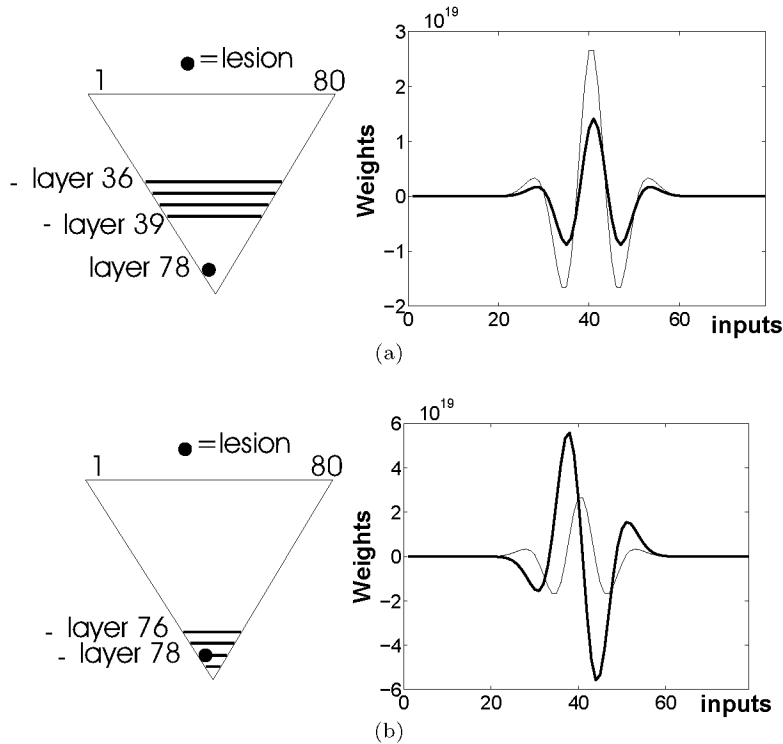 =lesion
1 80
- layer 36
- layer 39
layer 78
10^19
3
2
1
0
-1
-2
Weights
0 20 40 60
inputs
(a)
=lesion
1 80
- layer 76
- layer 78
10^19
6
4
2
0
-2
-4
-6
Weights
0 20 40 60
inputs
(b)